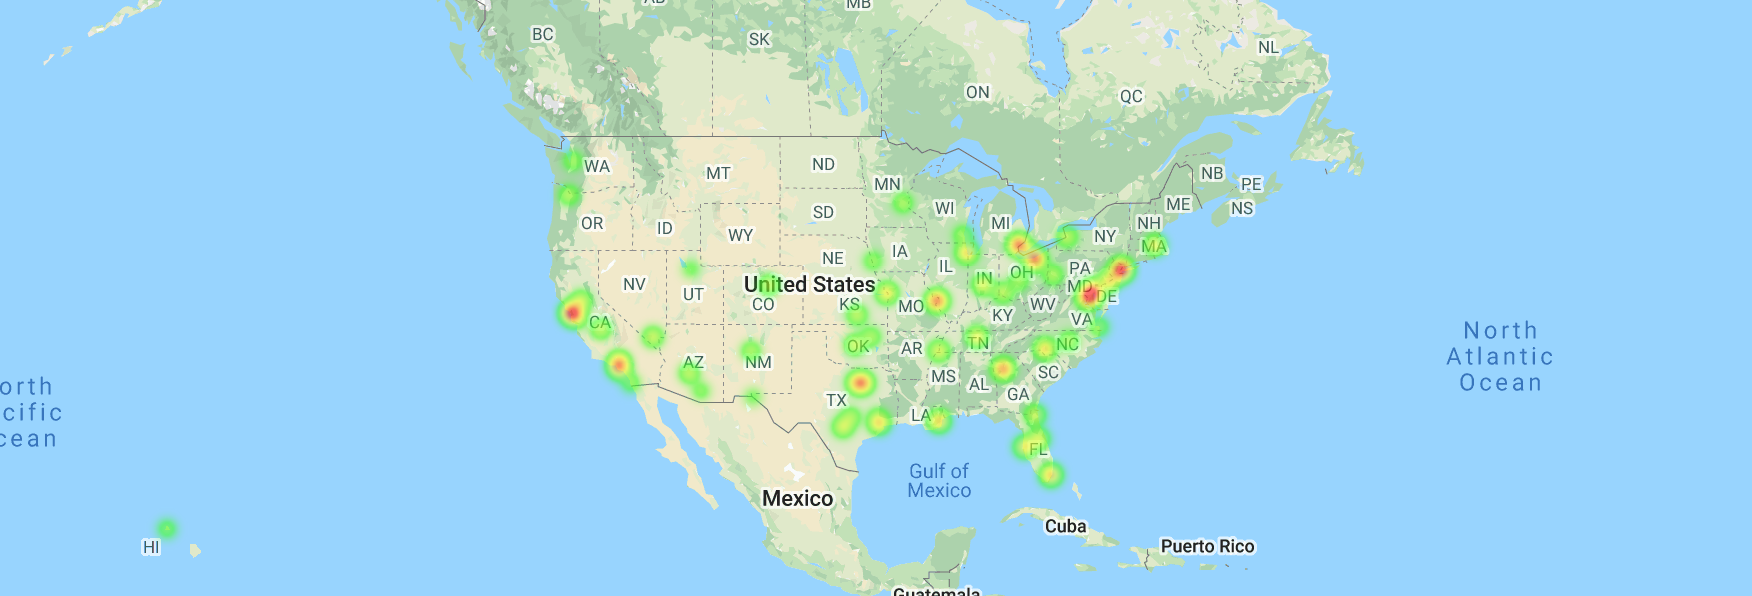 AB
MB
BC
SK
NL
ON
QC
WA
MT
ND
MN
NB
PE
ME
NS
OR
ID
WY
SD
WI
MI
NY
NH
MA
NV
UT
United States
CO
NE
IA
IL
IN
OH
PA
MD
DE
KS
MO
WV
KY
VA
CA
AZ
NM
OK
AR
TN
NC
MS
AL
SC
GA
TX
LA
FL
North
Atlantic
Ocean
orth
cific
cean
Gulf of
Mexico
Mexico
Cuba
Puerto Rico
HI
Guatemala